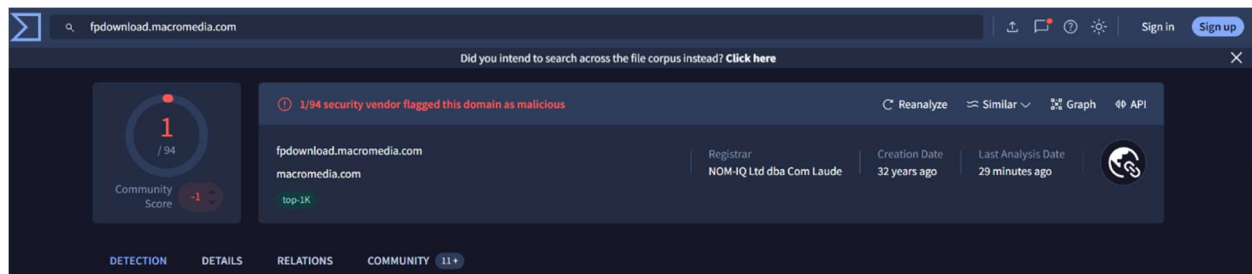 fpdownload.macromedia.com
Sign in
Sign up
Did you intend to search across the file corpus instead? Click here
1
/ 94
Community
Score
-1
1/94 security vendor flagged this domain as malicious
Reanalyze
Similar
Graph
API
fpdownload.macromedia.com
macromedia.com
top-1K
Registrar
NOM-IQ Ltd dba Com Laude
Creation Date
32 years ago
Last Analysis Date
29 minutes ago
DETECTION
DETAILS
RELATIONS
COMMUNITY 11+